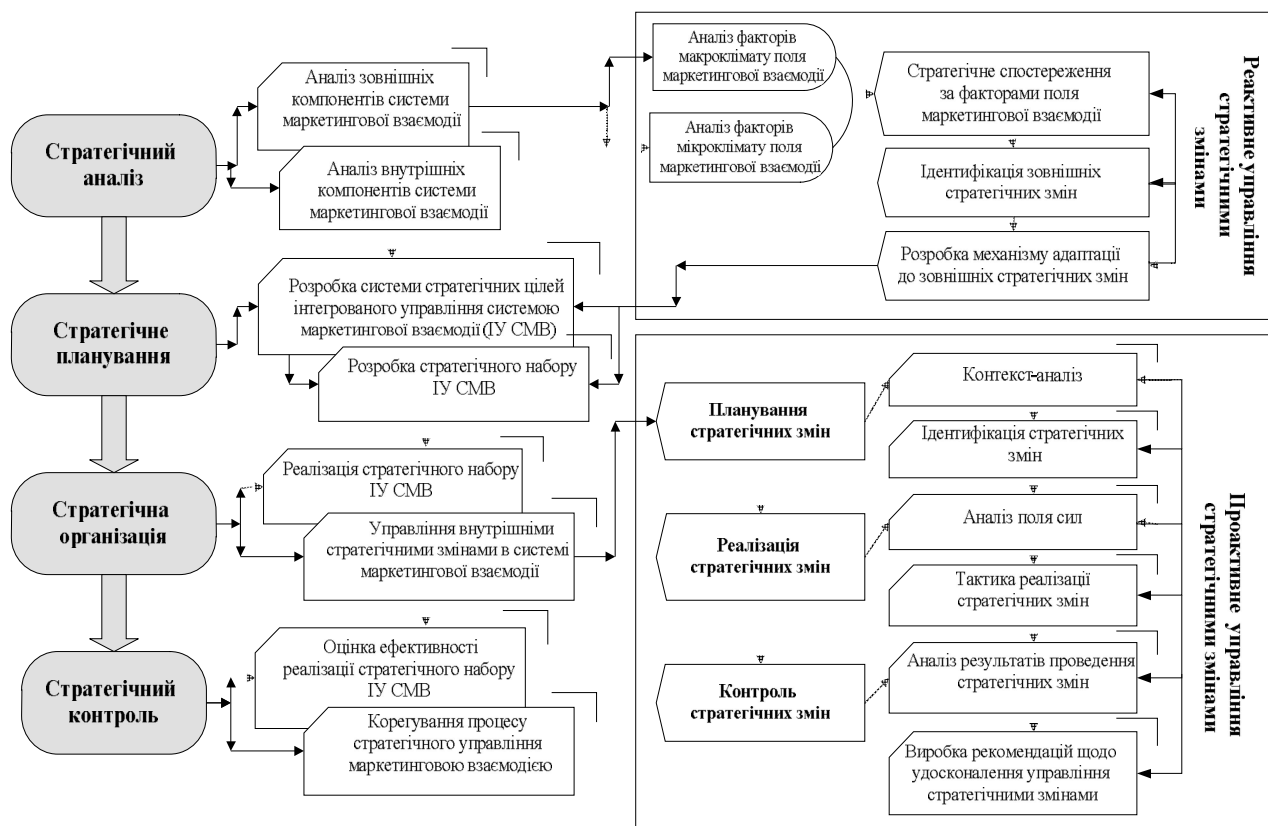 Стратегічний
аналіз
Аналіз зовнішніх
компонентів системи
маркетингової взаємодії
Аналіз внутрішніх
компонентів системи
маркетингової взаємодії
Стратегічне
планування
Розробка системи стратегічних цілей
інтегрованого управління системою
маркетингової взаємодії (ІУ СМВ)
Розробка стратегічного набору
ІУ СМВ
Стратегічна
організація
Реалізація стратегічного набору
ІУ СМВ
Управління внутрішніми
стратегічними змінами в системі
маркетингової взаємодії
Стратегічний
контроль
Оцінка ефективності
реалізації стратегічного набору
ІУ СМВ
Корегування процесу
стратегічного управління
маркетинговою взаємодією
Аналіз факторів
макроклімату поля
маркетингової взаємодії
Аналіз факторів
мікроклімату поля
маркетингової взаємодії
Стратегічне спостереження
за факторами поля
маркетингової взаємодії
Ідентифікація зовнішніх
стратегічних змін
Розробка механізму адаптації
до зовнішніх стратегічних змін
Реактивне управління
стратегічними
змінами
Планування
стратегічних змін
Контекст-аналіз
Ідентифікація стратегічних
змін
Реалізація
стратегічних змін
Аналіз поля сил
Тактика реалізації
стратегічних змін
Контроль
стратегічних змін
Аналіз результатів проведення
стратегічних змін
Виробка рекомендацій щодо
удосконалення управління
стратегічними змінами
Проактивне управління
стратегічними змінами